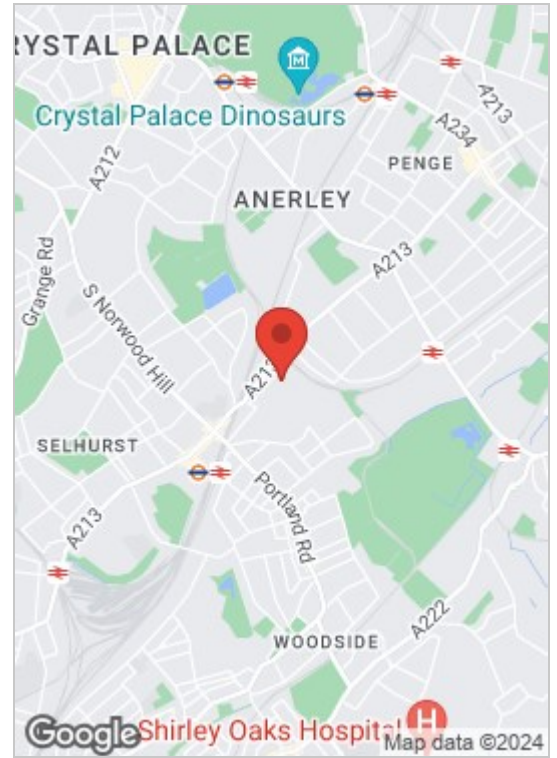 RYSTAL PALACE
A213
Crystal Palace Dinosaurs
A234
PENGE
A212
ANERLEY
A213
Grange Rd
S Norwood Hill
A213
SELHURST
Portland Rd
A213
A222
WOODSIDE
Google
Shirley Oaks Hospital
H
Map data ©2024